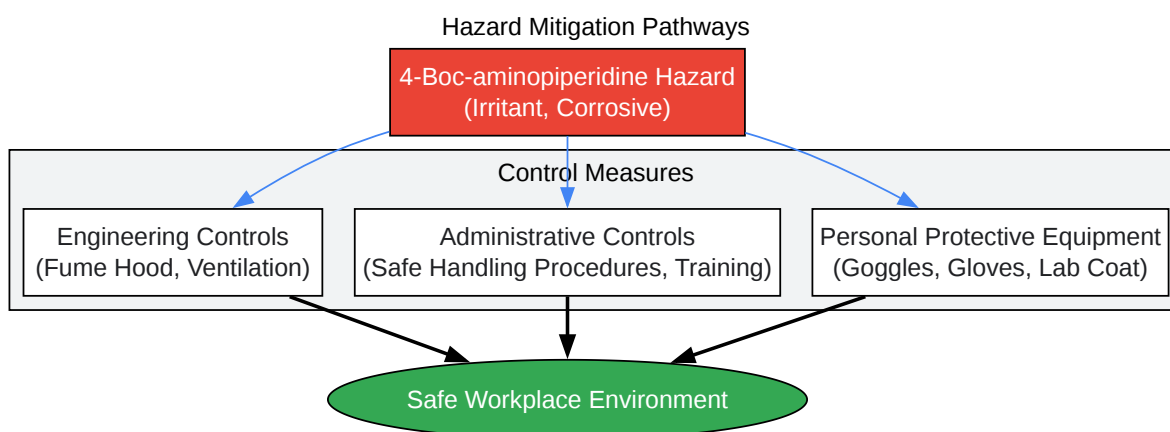 Hazard Mitigation Pathways
4-Boc-aminopiperidine Hazard
(Irritant, Corrosive)
Control Measures
Engineering Controls
(Fume Hood, Ventilation)
Administrative Controls
(Safe Handling Procedures, Training)
Personal Protective Equipment
(Goggles, Gloves, Lab Coat)
Safe Workplace Environment